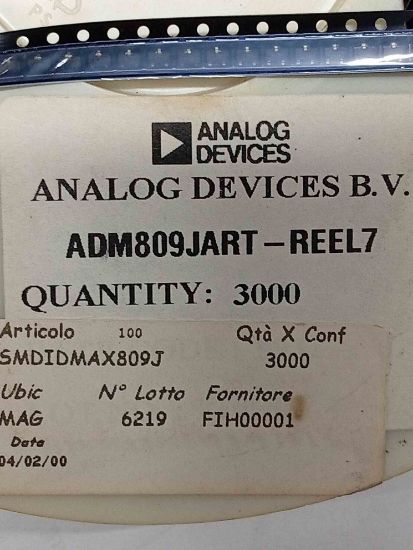 ANALOG
DEVICES
ANALOG DEVICES B.V.
ADM809JART-REEL7
QUANTITY: 3000
Articolo 100 Qtà X Conf
SMDIDMAX809J 3000
Ubic N° Lotto Fornitore
MAG 6219 FIH00001
Data
04/02/00